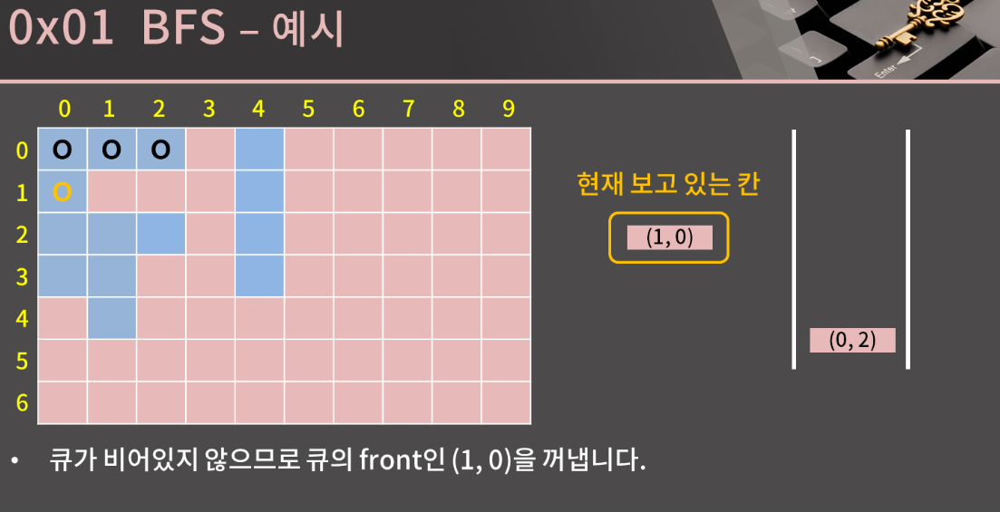 0x01 BFS – 예시
0 1 2 3 4 5 6 7 8 9
0 O O O
1 O
2
3
4
5
6
현재 보고 있는 칸
(1, 0)
(0, 2)
• 큐가 비어있지 않으므로 큐의 front인 (1, 0)을 꺼냅니다.
Enter